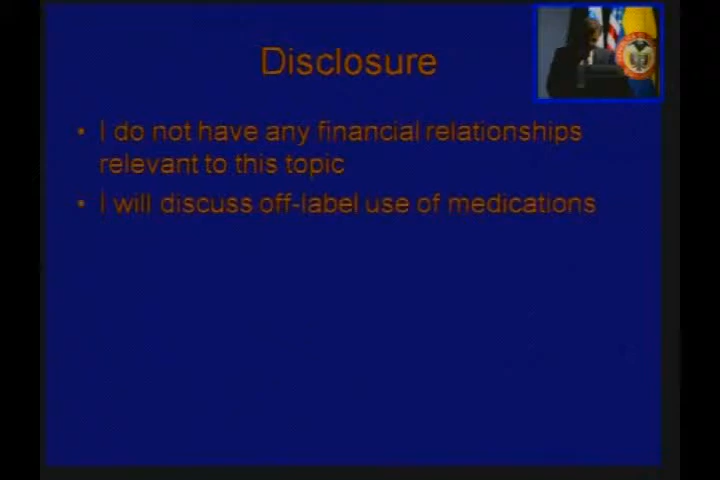 Disclosure
• I do not have any financial relationships
relevant to this topic
• I will discuss off-label use of medications